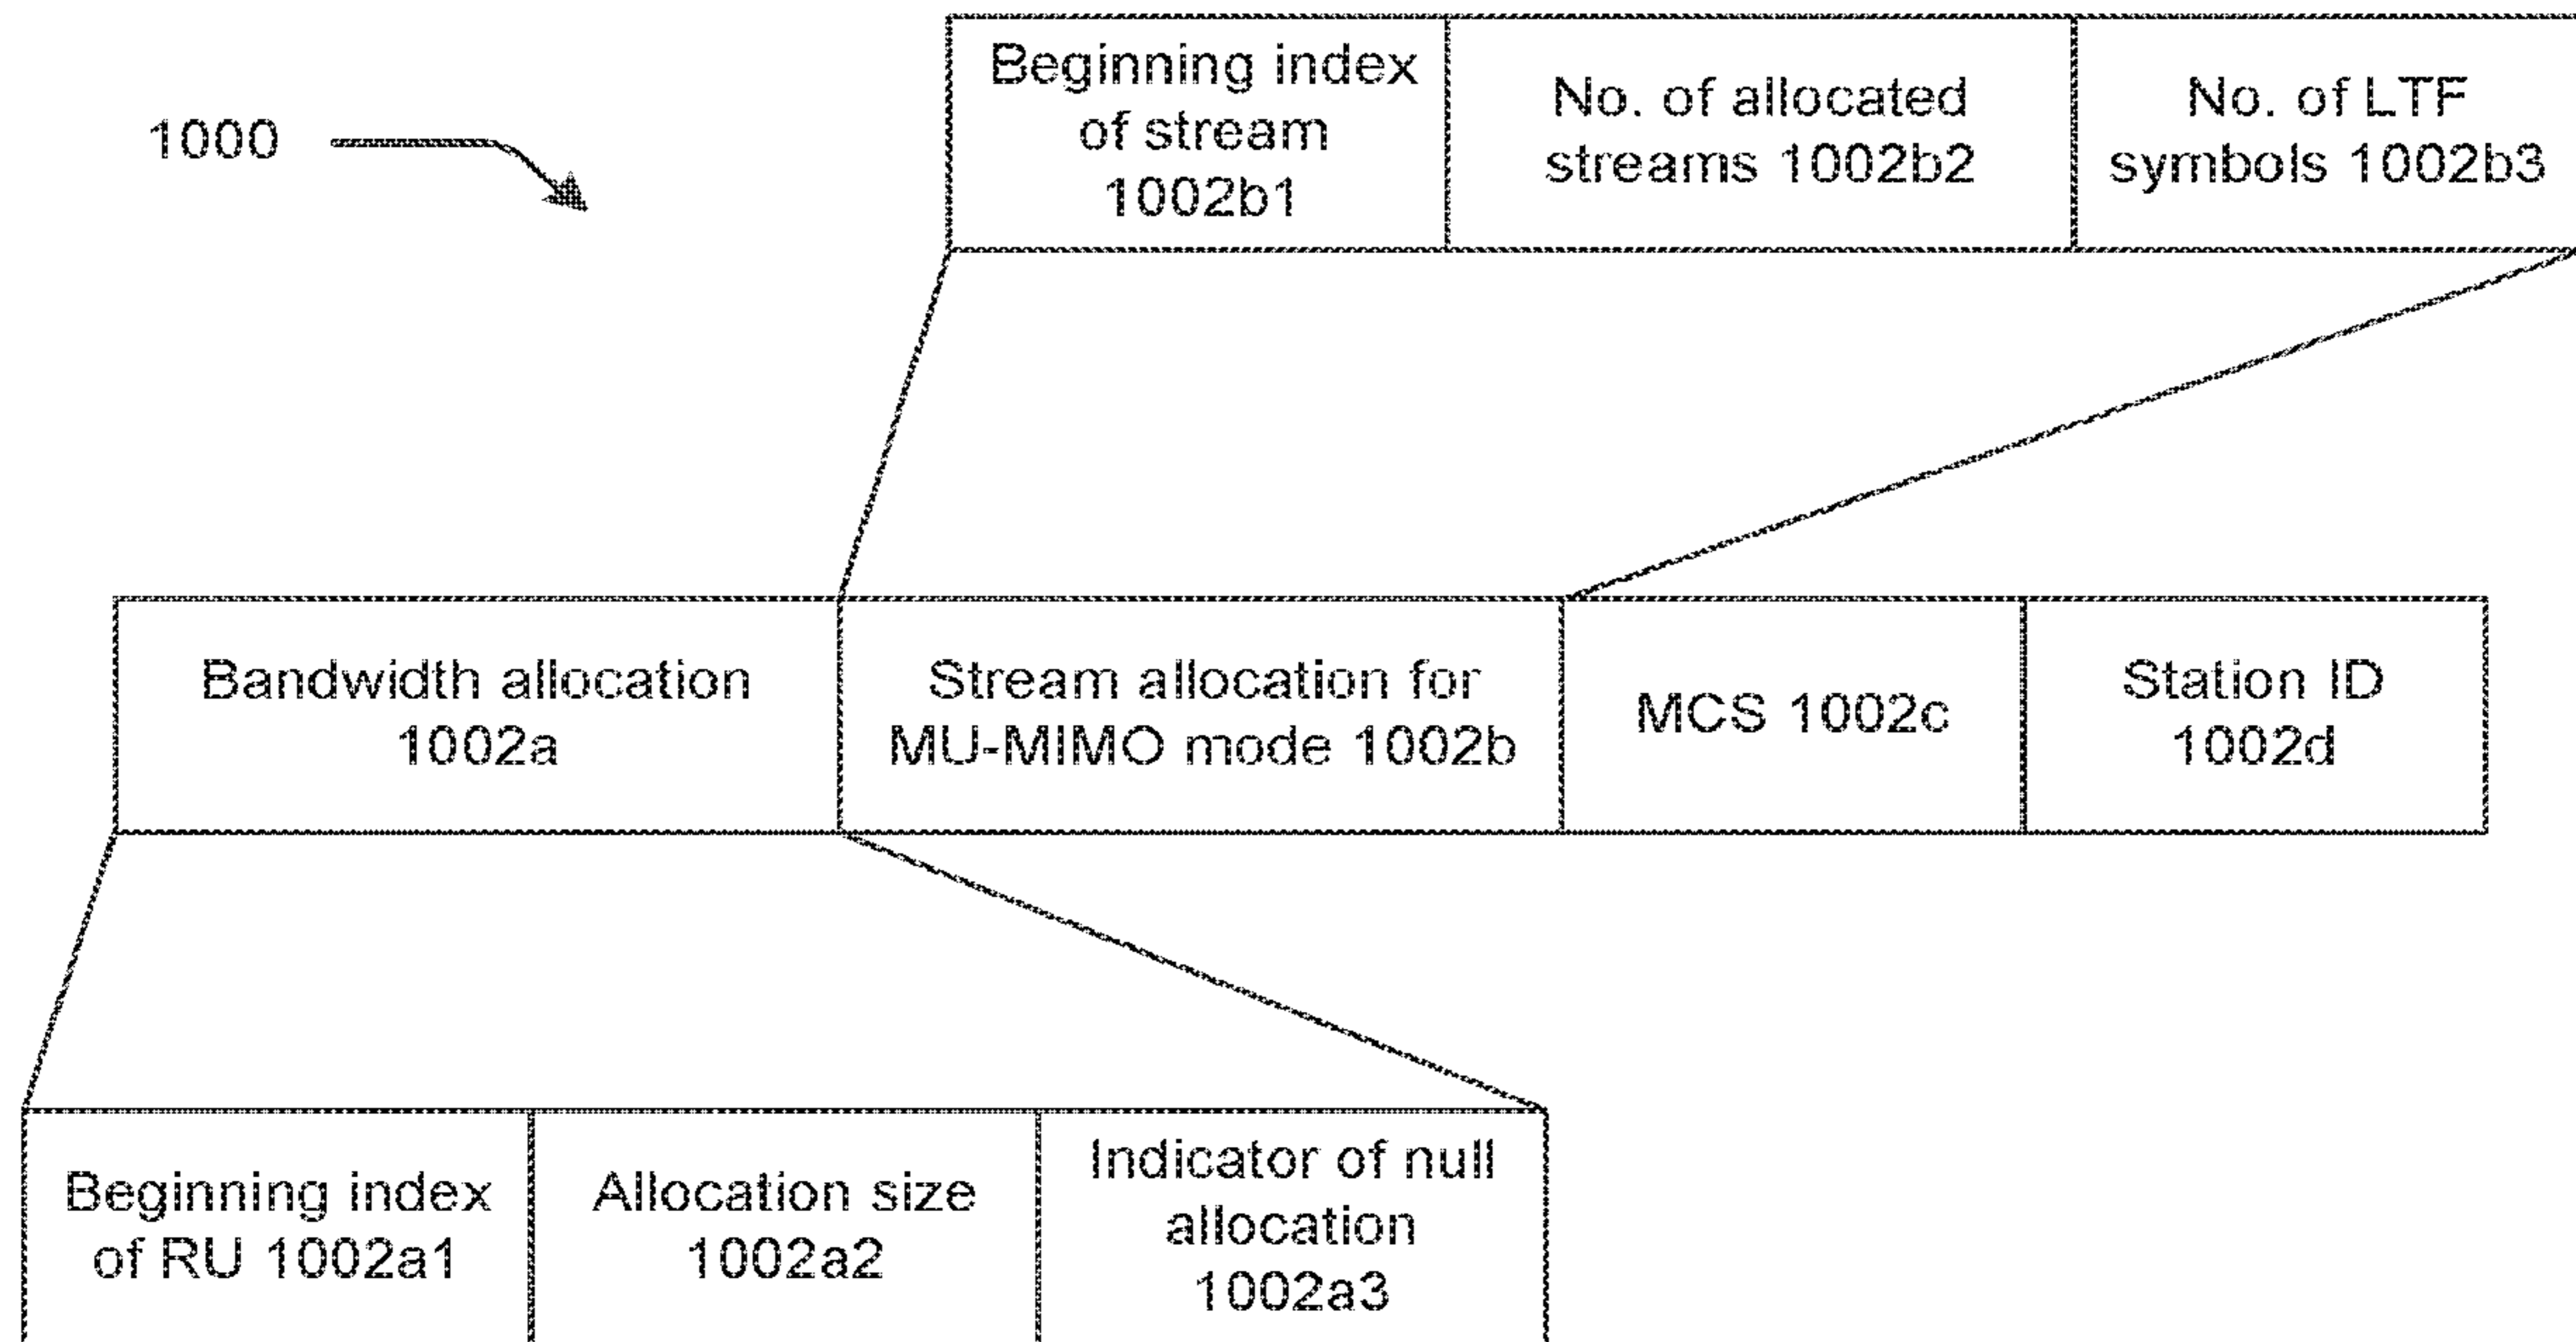 1000
Beginning index
of stream
1002b1
No. of allocated
streams 1002b2
No. of LTF
symbols 1002b3
Bandwidth allocation
1002a
Stream allocation for
MU-MIMO mode 1002b
MCS 1002c
Station ID
1002d
Beginning index
of RU 1002a1
Allocation size
1002a2
Indicator of null
allocation
1002a3